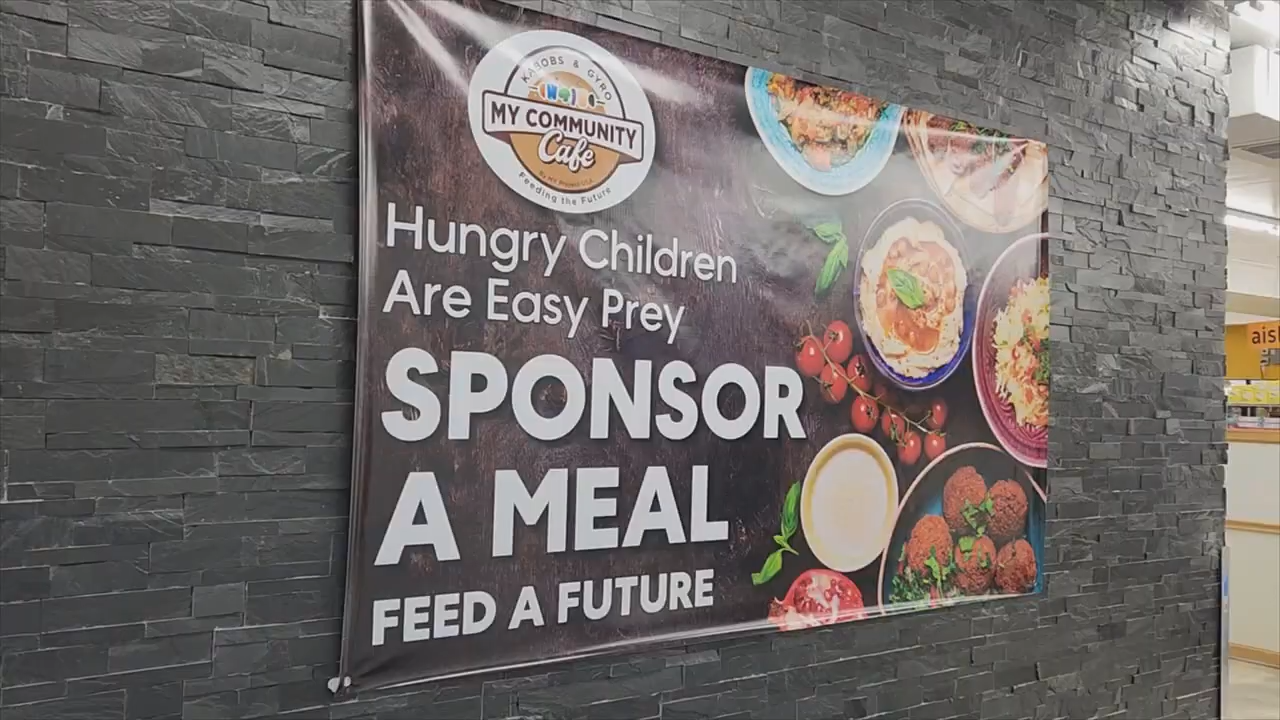 KABOBS & GYRO
MY COMMUNITY
Cafe
Feeding the Future
Hungry Children
Are Easy Prey
SPONSOR
A MEAL
FEED A FUTURE